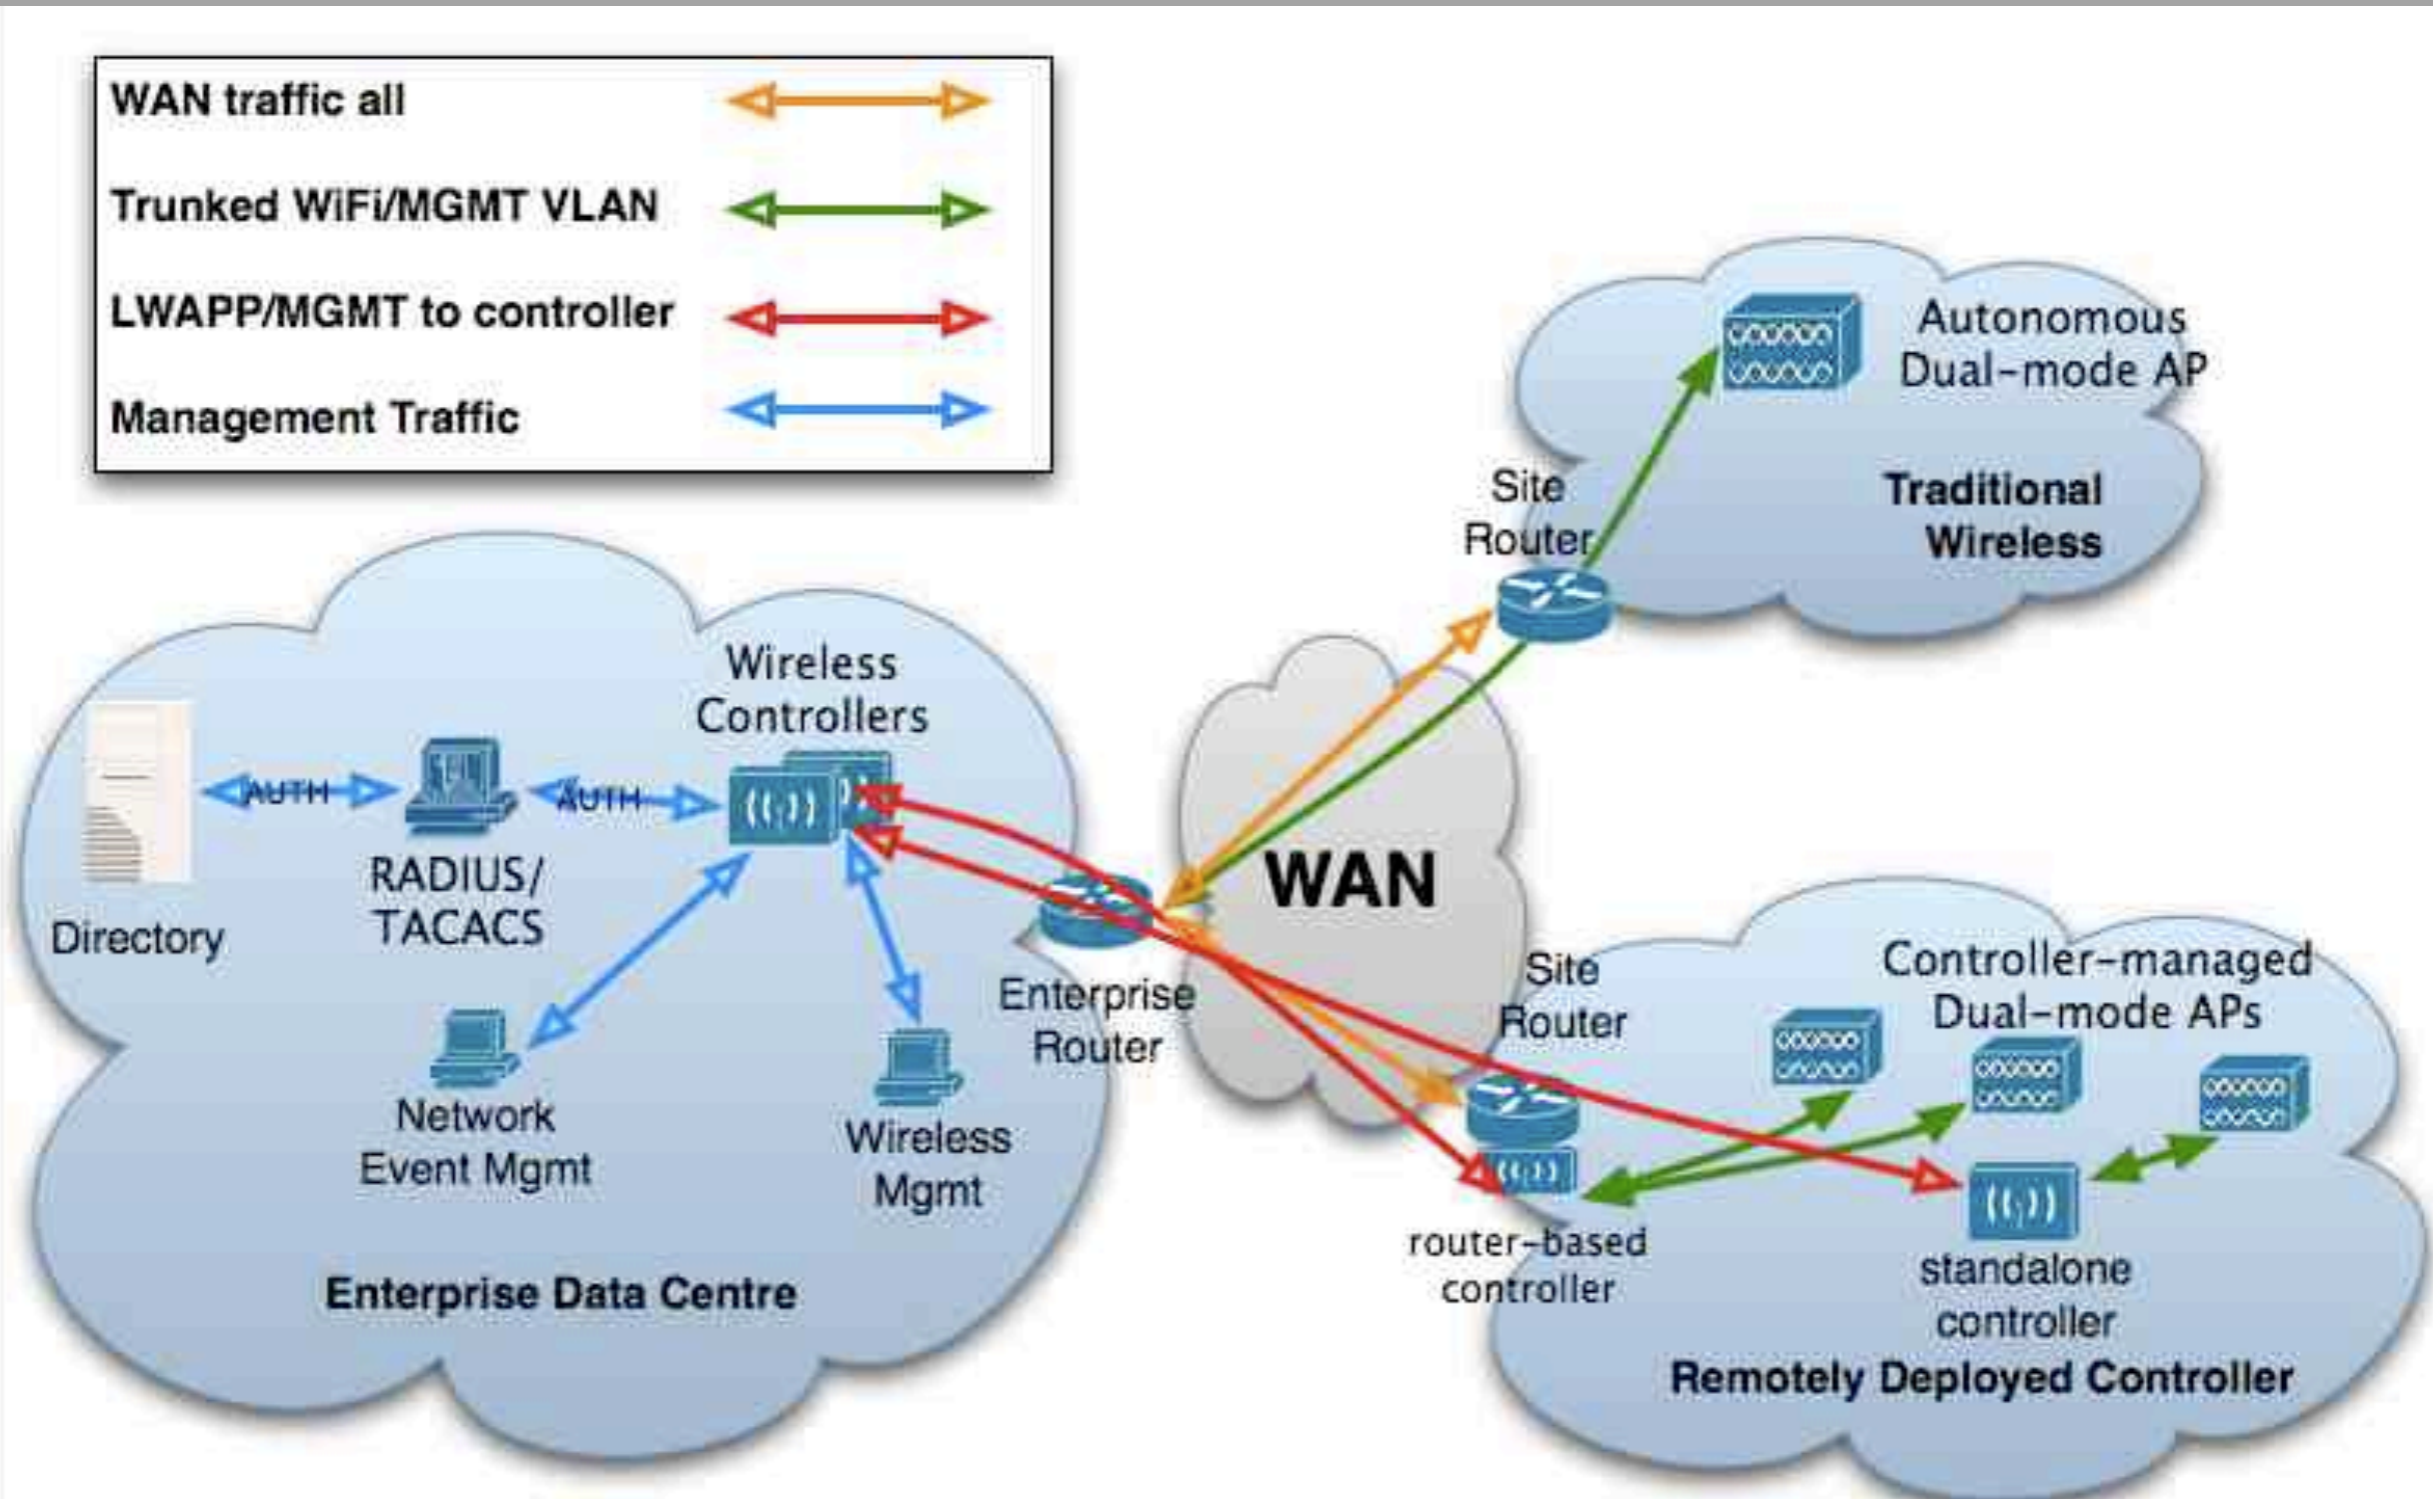 WAN traffic all
Trunked WiFi/MGMT VLAN
LWAPP/MGMT to controller
Management Traffic
Autonomous
Dual-mode AP
Traditional
Wireless
Site
Router
Wireless
Controllers
AUTH
AUTH
RADIUS/
TACACS
Directory
Network
Event Mgmt
Wireless
Mgmt
Enterprise Data Centre
Enterprise
Router
WAN
Site
Router
Controller-managed
Dual-mode APs
router-based
controller
standalone
controller
Remotely Deployed Controller